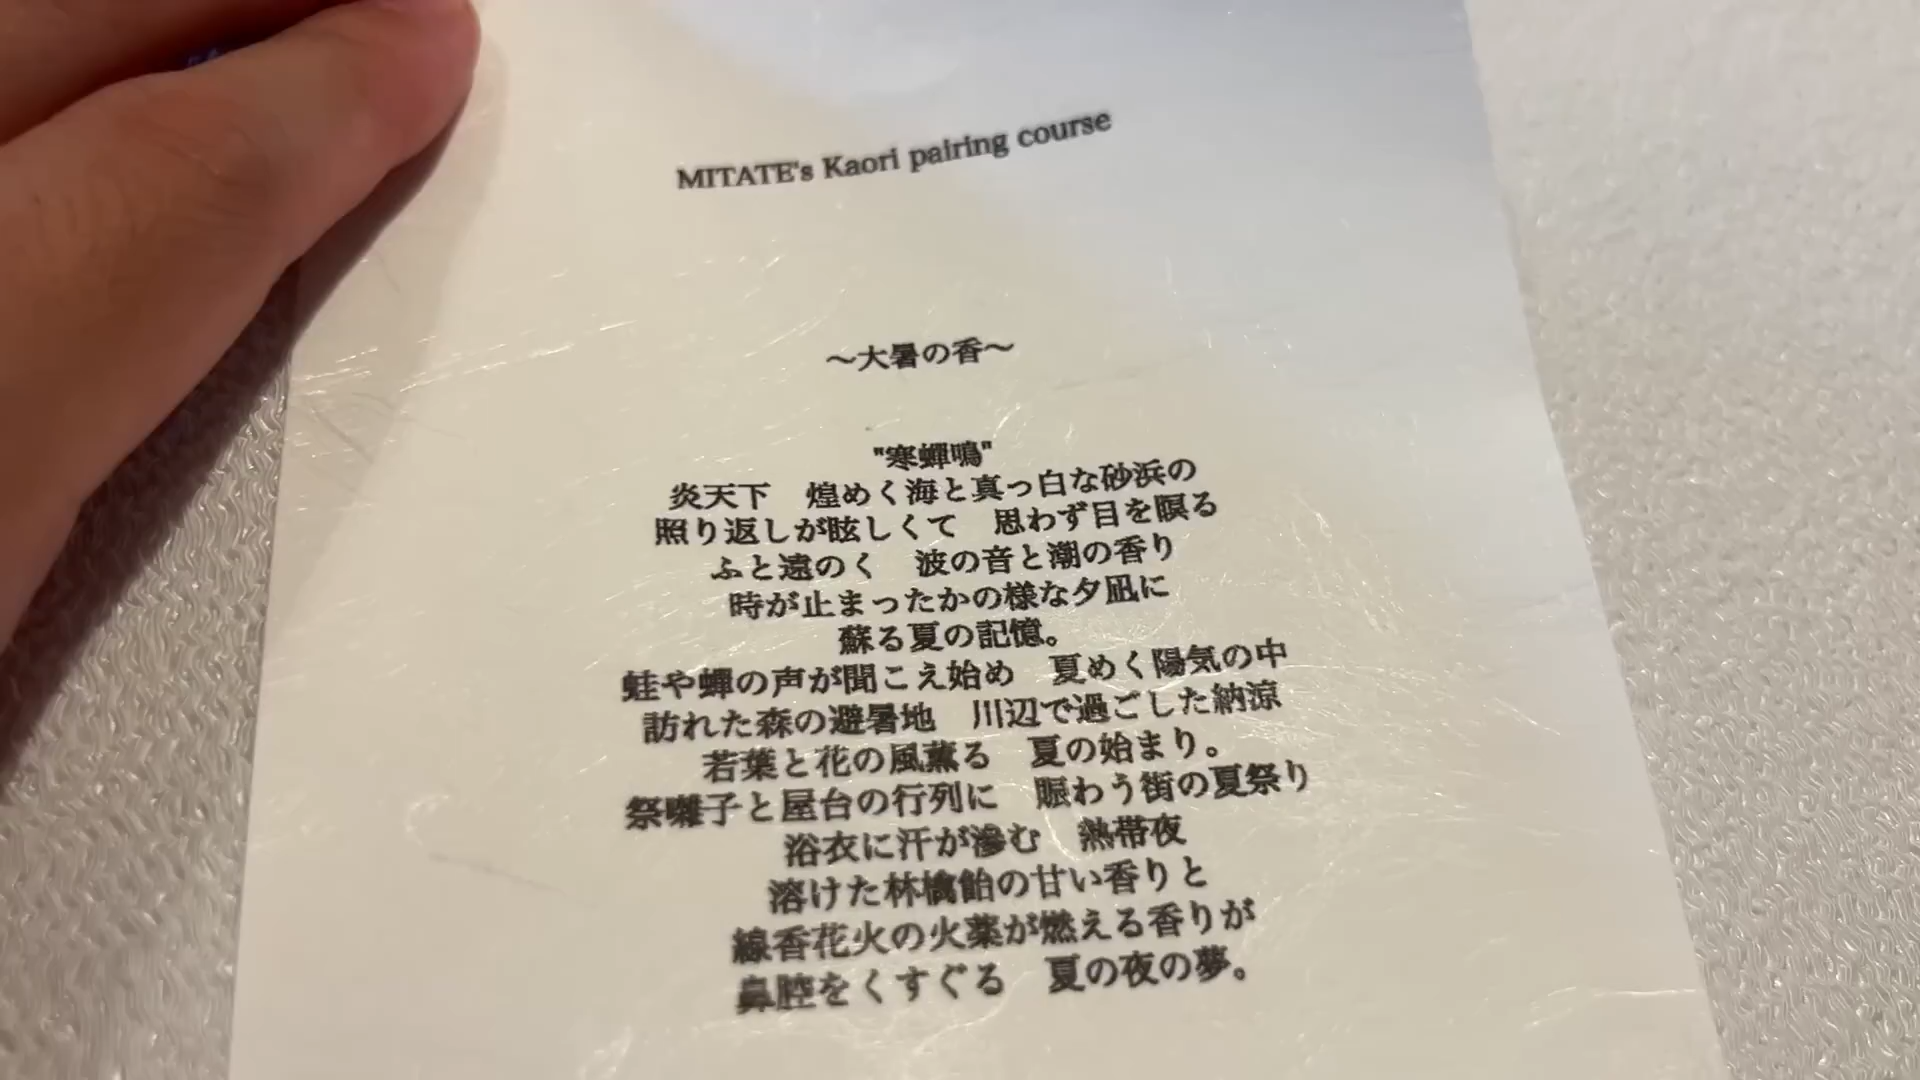 MITATE's Kaori pairing course
～大暑の香～
"寒蟬鳴"
炎天下　煌めく海と真っ白な砂浜の
照り返しが眩しくて　思わず目を瞑る
ふと遠のく　波の音と潮の香り
時が止まったかの様な夕凪に
蘇る夏の記憶。
蛙や蟬の声が聞こえ始め　夏めく陽気の中
訪れた森の避暑地　川辺で過ごした納涼
若葉と花の風薫る　夏の始まり。
祭囃子と屋台の行列に　賑わう街の夏祭り
浴衣に汗が滲む　熱帯夜
溶けた林檎飴の甘い香りと
線香花火の火薬が燃える香りが
鼻腔をくすぐる　夏の夜の夢。